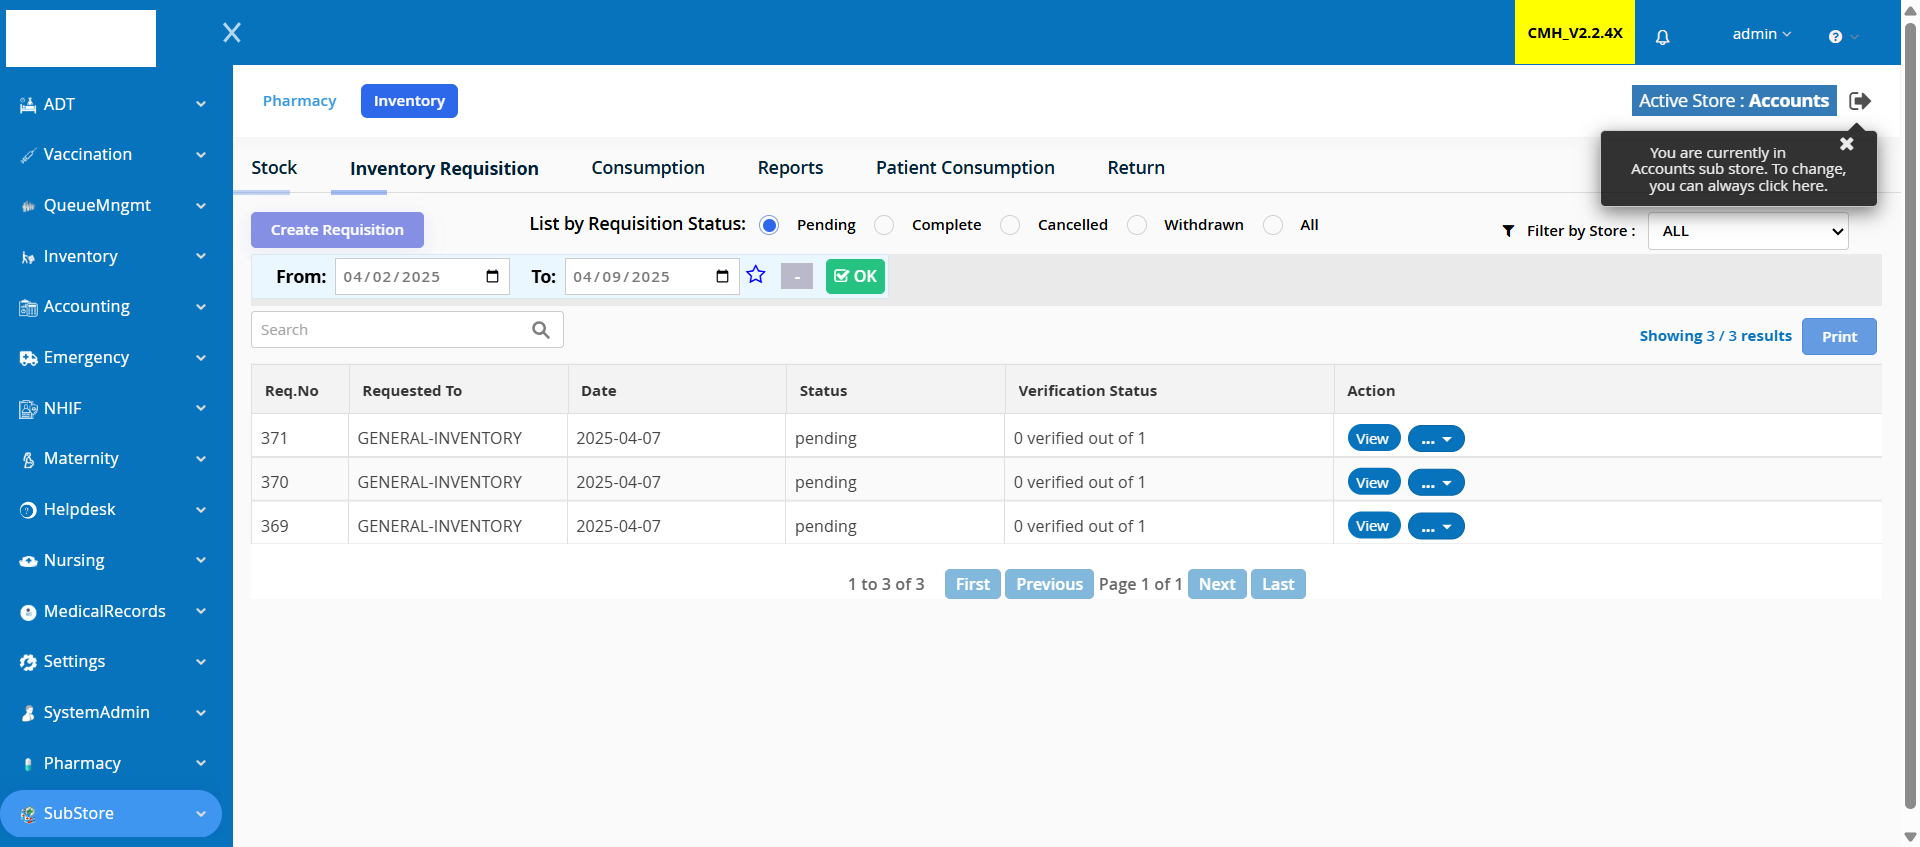 CMH_V2.2.4X
admin
ADT
Vaccination
QueueMngmt
Inventory
Accounting
Emergency
NHIF
Maternity
Helpdesk
Nursing
MedicalRecords
Settings
SystemAdmin
Pharmacy
SubStore
Pharmacy Inventory
Active Store : Accounts
You are currently in
Accounts sub store. To change,
you can always click here.
Stock Inventory Requisition Consumption Reports Patient Consumption Return
Create Requisition
List by Requisition Status: Pending Complete Cancelled Withdrawn All
Filter by Store : ALL
From: 04/02/2025 To: 04/09/2025 - OK
Search
Showing 3 / 3 results Print
Req.No Requested To Date Status Verification Status Action
371 GENERAL-INVENTORY 2025-04-07 pending 0 verified out of 1 View ...
370 GENERAL-INVENTORY 2025-04-07 pending 0 verified out of 1 View ...
369 GENERAL-INVENTORY 2025-04-07 pending 0 verified out of 1 View ...
1 to 3 of 3 First Previous Page 1 of 1 Next Last